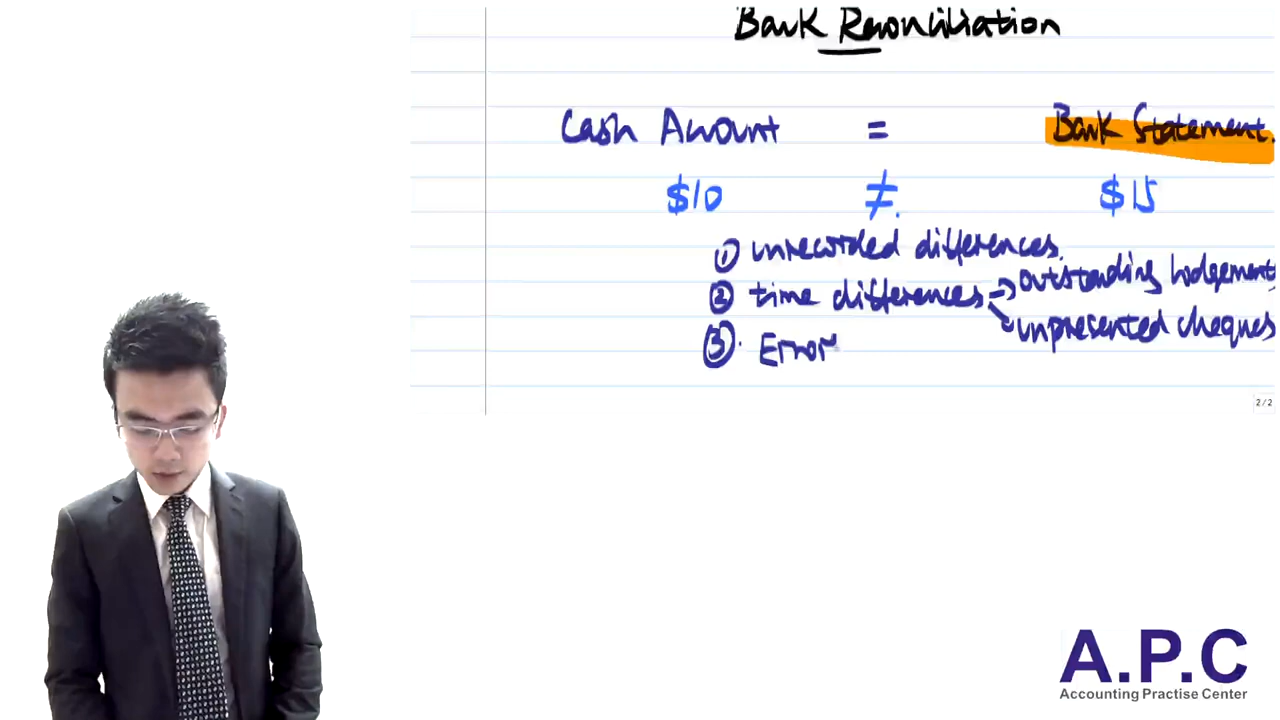 Bank Reconciliation
Cash Amount = Bank Statement.
$10 ≠. $15
① unrecorded differences.
② time differences → outstanding lodgements
→ unpresented cheques
③. Error
2/2
A.P.C
Accounting Practise Center